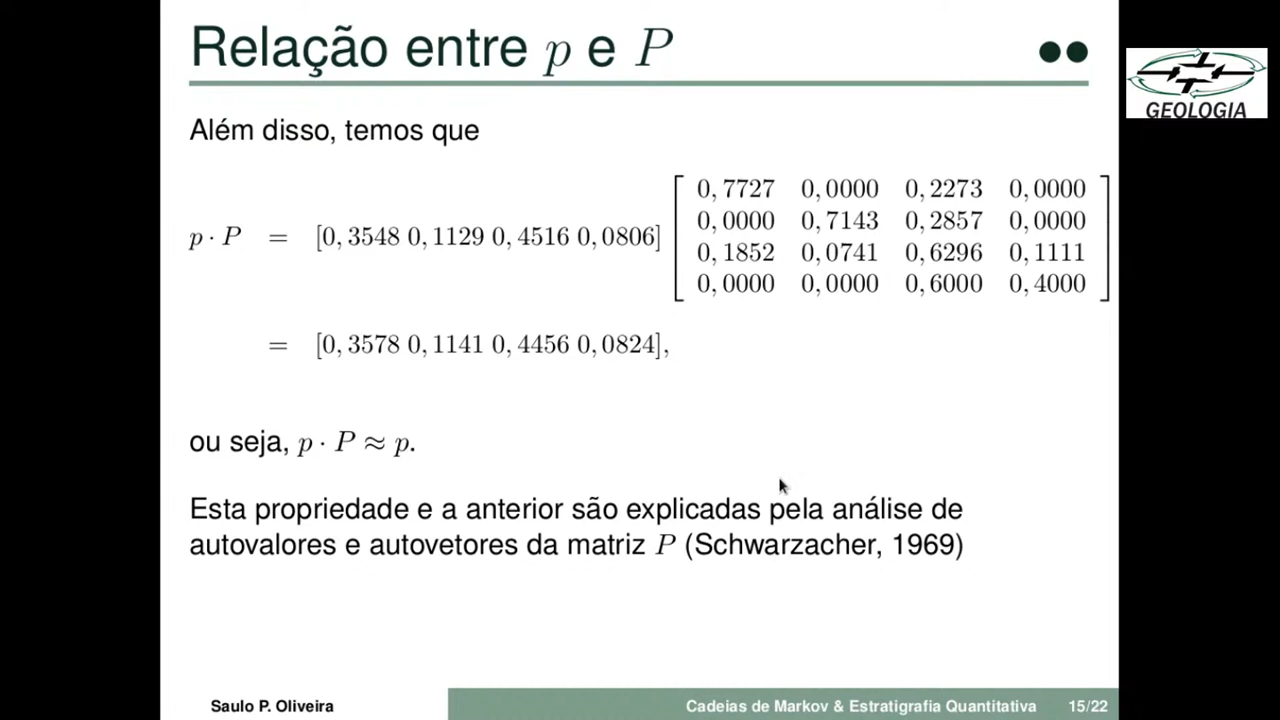 Relação entre p e P
GEOLOGIA
Além disso, temos que
p · P = [0, 3548 0, 1129 0, 4516 0, 0806]
0, 7727 0, 0000 0, 2273 0, 0000
0, 0000 0, 7143 0, 2857 0, 0000
0, 1852 0, 0741 0, 6296 0, 1111
0, 0000 0, 0000 0, 6000 0, 4000
= [0, 3578 0, 1141 0, 4456 0, 0824],
ou seja, p · P ≈ p.
Esta propriedade e a anterior são explicadas pela análise de
autovalores e autovetores da matriz P (Schwarzacher, 1969)
Saulo P. Oliveira
Cadeias de Markov & Estratigrafia Quantitativa 15/22